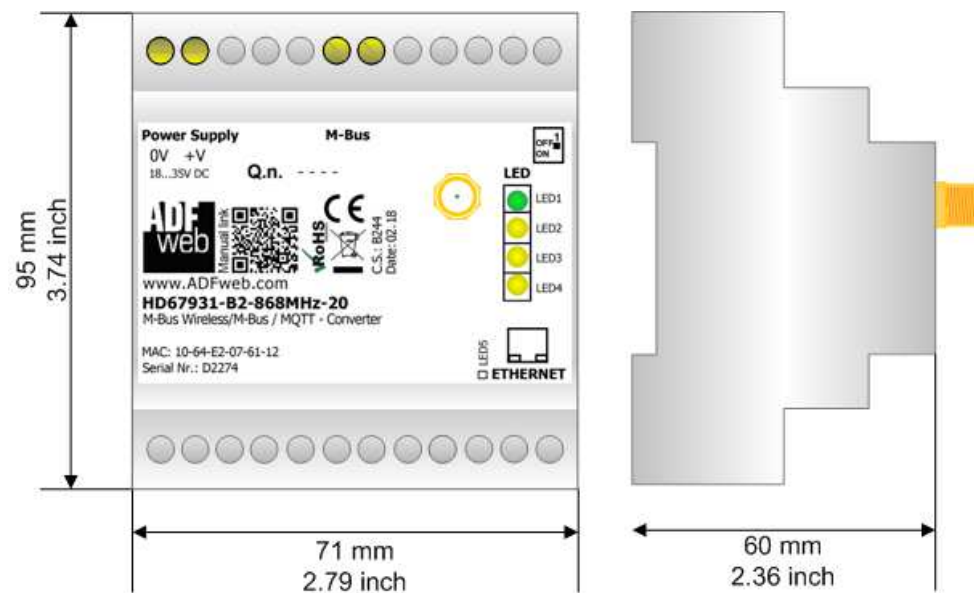 Power Supply
M-Bus
0V +V
18...35V DC
Q.n. ----
OFF 1
ON
LED
LED1
LED2
LED3
LED4
ADF
web
Manual link
RoHS
CE
C.S.: B244
Date: 02.18
www.ADFweb.com
HD67931-B2-868MHz-20
M-Bus Wireless/M-Bus / MQTT - Converter
MAC: 10-64-E2-07-61-12
Serial Nr.: D2274
LED5
ETHERNET
95 mm
3.74 inch
71 mm
2.79 inch
60 mm
2.36 inch